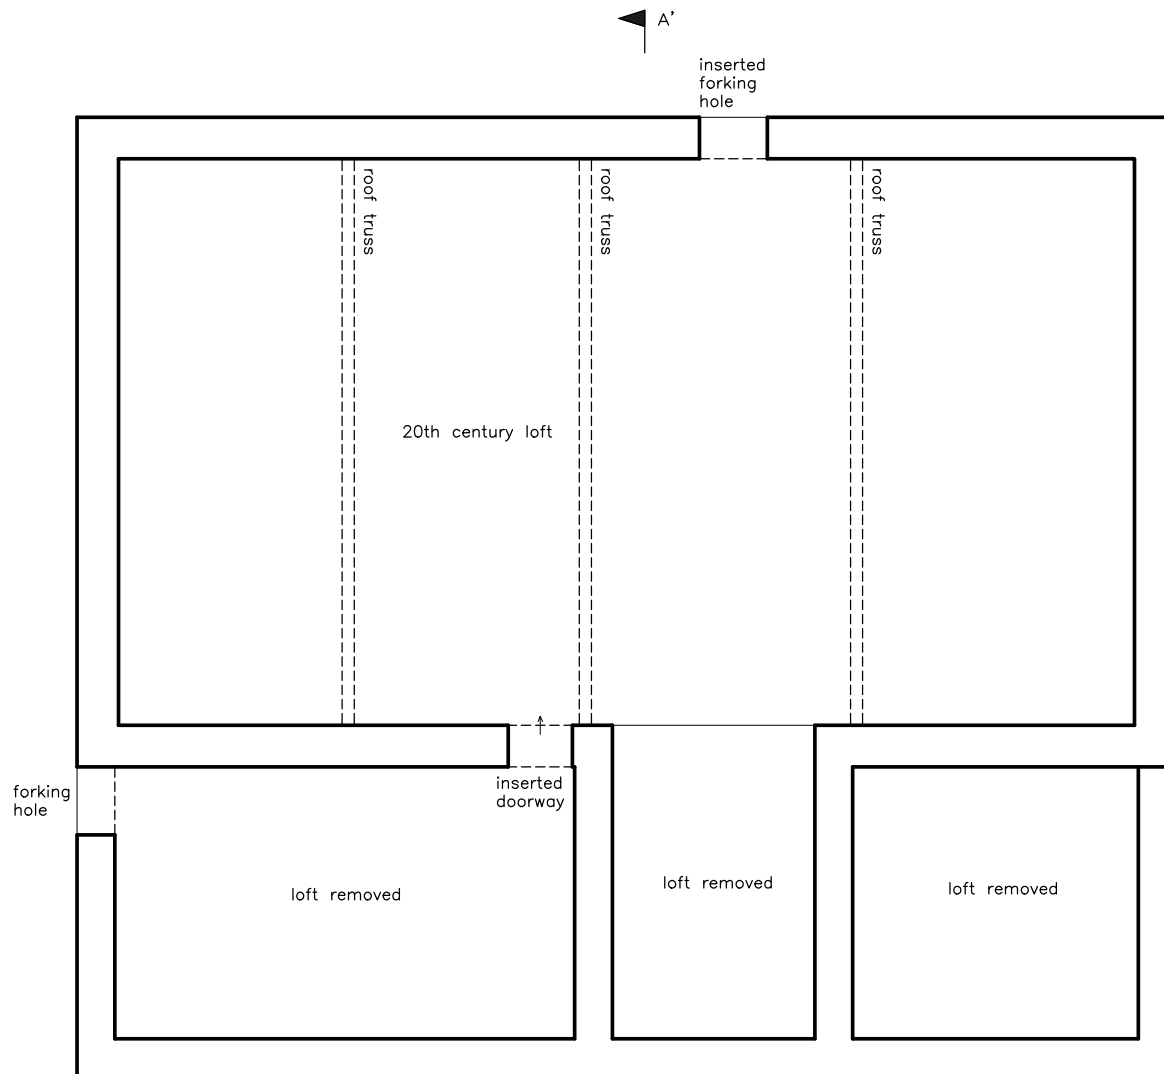 A'
inserted
forking
hole
roof truss
roof truss
roof truss
20th century loft
forking
hole
inserted
doorway
loft removed
loft removed
loft removed